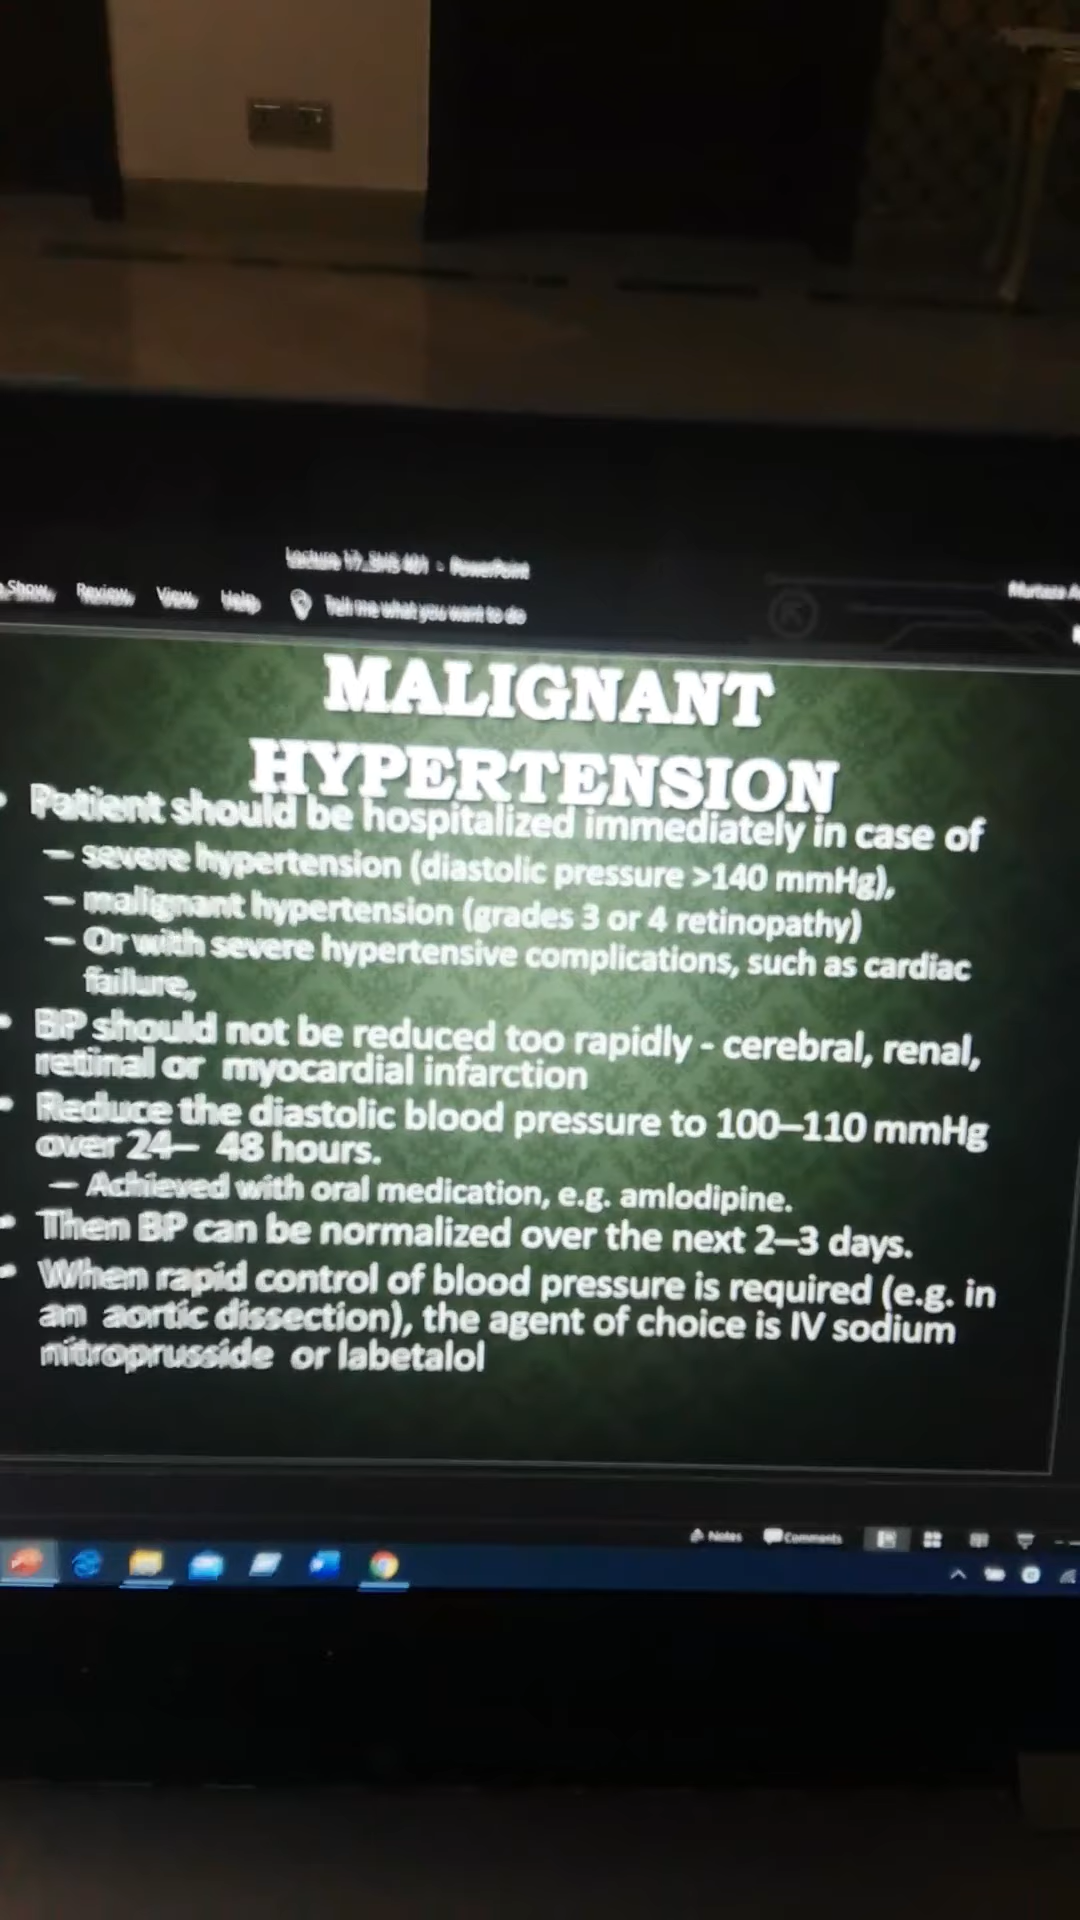 Lecture 17_SHS 401 - PowerPoint
Show Review View Help Tell me what you want to do
Murtaza
MALIGNANT
HYPERTENSION
• Patient should be hospitalized immediately in case of
– severe hypertension (diastolic pressure >140 mmHg),
– malignant hypertension (grades 3 or 4 retinopathy)
– Or with severe hypertensive complications, such as cardiac
failure,
• BP should not be reduced too rapidly - cerebral, renal,
retinal or myocardial infarction
• Reduce the diastolic blood pressure to 100–110 mmHg
over 24– 48 hours.
– Achieved with oral medication, e.g. amlodipine.
• Then BP can be normalized over the next 2–3 days.
• When rapid control of blood pressure is required (e.g. in
an aortic dissection), the agent of choice is IV sodium
nitroprusside or labetalol
Notes Comments